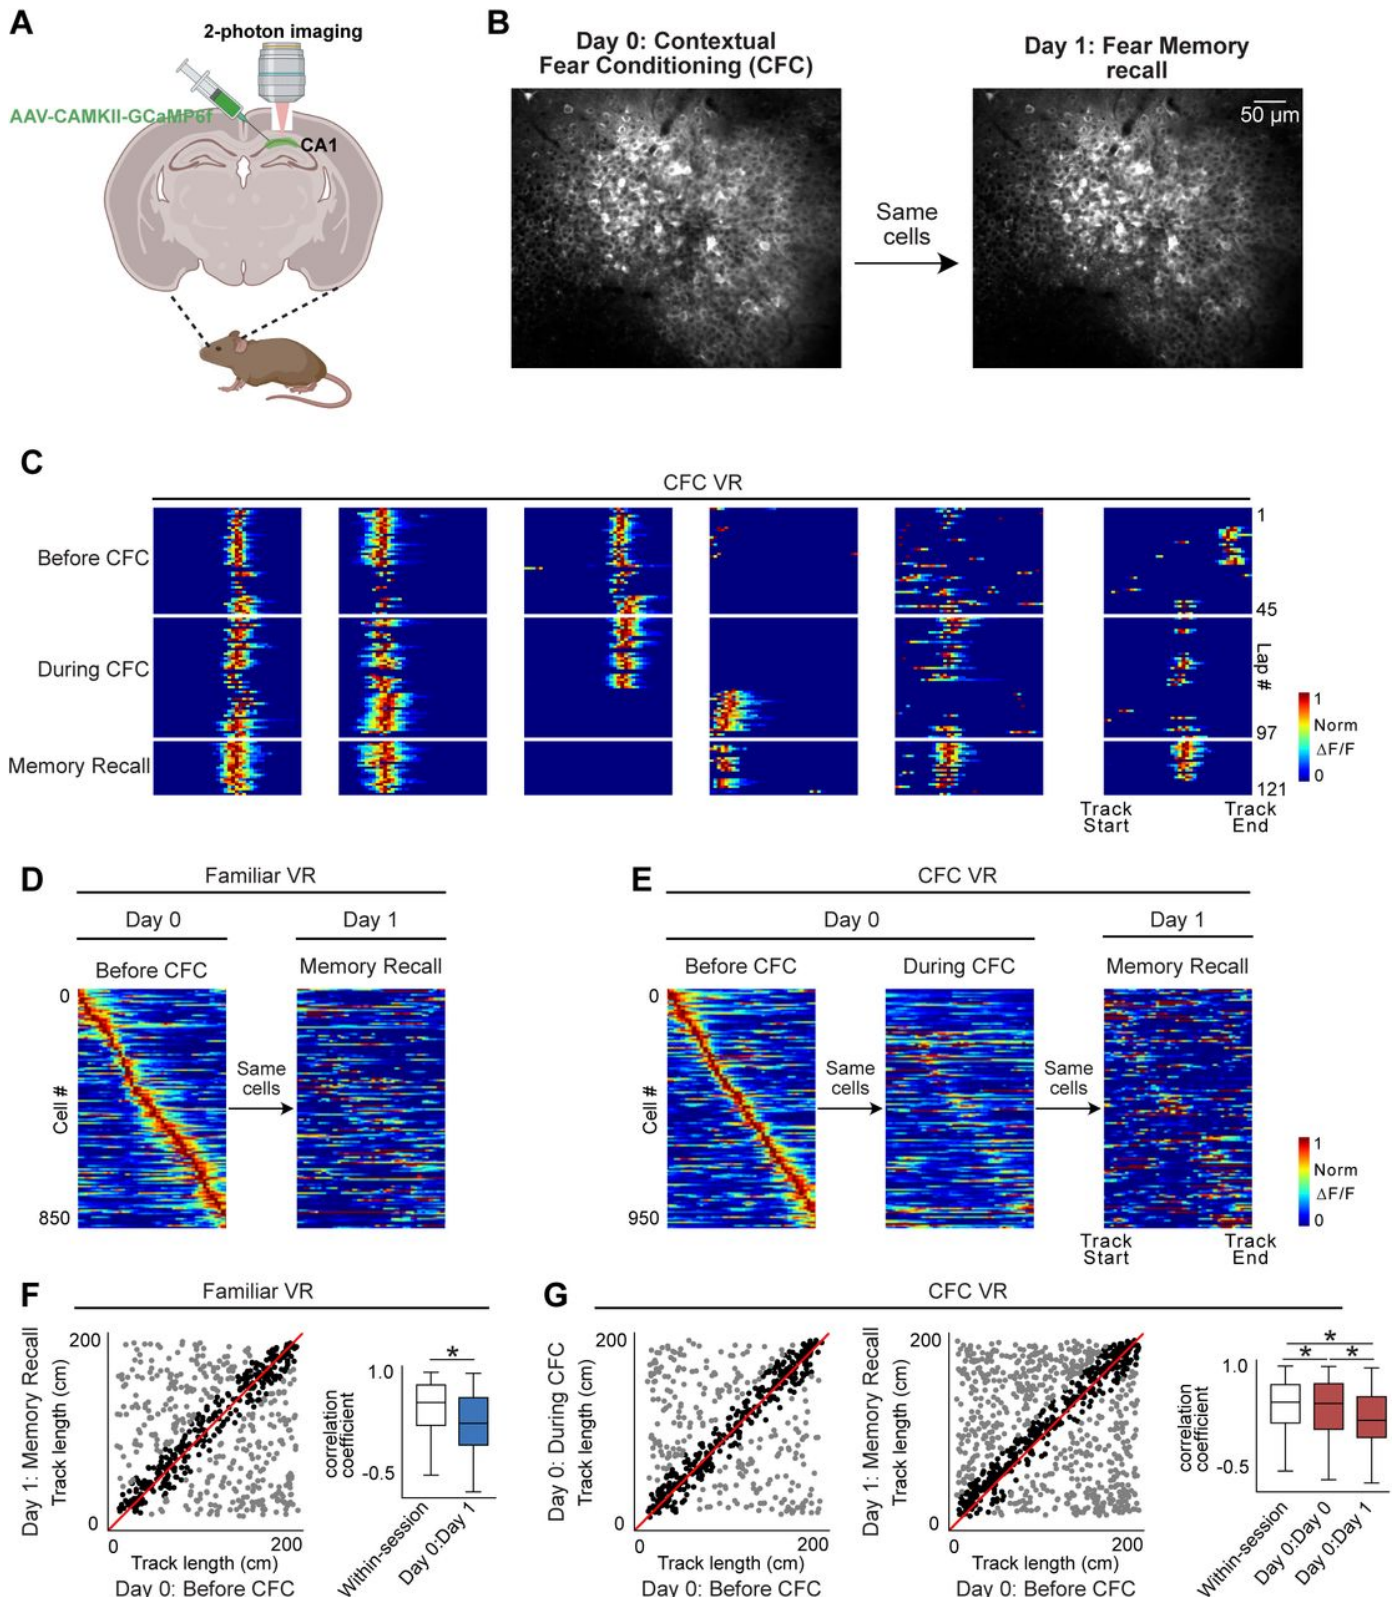 A
2-photon imaging
AAV-CAMKII-GCaMP6f
CA1
B
Day 0: Contextual
Fear Conditioning (CFC)
Day 1: Fear Memory
recall
50 µm
Same
cells
C
CFC VR
Before CFC
During CFC
Memory Recall
1
45
Lap #
97
121
1
Norm
ΔF/F
0
Track
Start
Track
End
D
Familiar VR
Day 0
Day 1
Before CFC
Memory Recall
0
Cell #
850
Same
cells
E
CFC VR
Day 0
Day 1
Before CFC
During CFC
Memory Recall
0
Cell #
950
Same
cells
Same
cells
1
Norm
ΔF/F
0
Track
Start
Track
End
F
Familiar VR
Day 1: Memory Recall
Track length (cm)
200
0
0
200
Track length (cm)
Day 0: Before CFC
correlation
coefficient
1.0
-0.5
*
Within-session
Day 0:Day 1
G
CFC VR
Day 0: During CFC
Track length (cm)
200
0
0
200
Track length (cm)
Day 0: Before CFC
Day 1: Memory Recall
Track length (cm)
200
0
0
200
Track length (cm)
Day 0: Before CFC
correlation
coefficient
1.0
-0.5
*
* *
Within-session
Day 0:Day 0
Day 0:Day 1